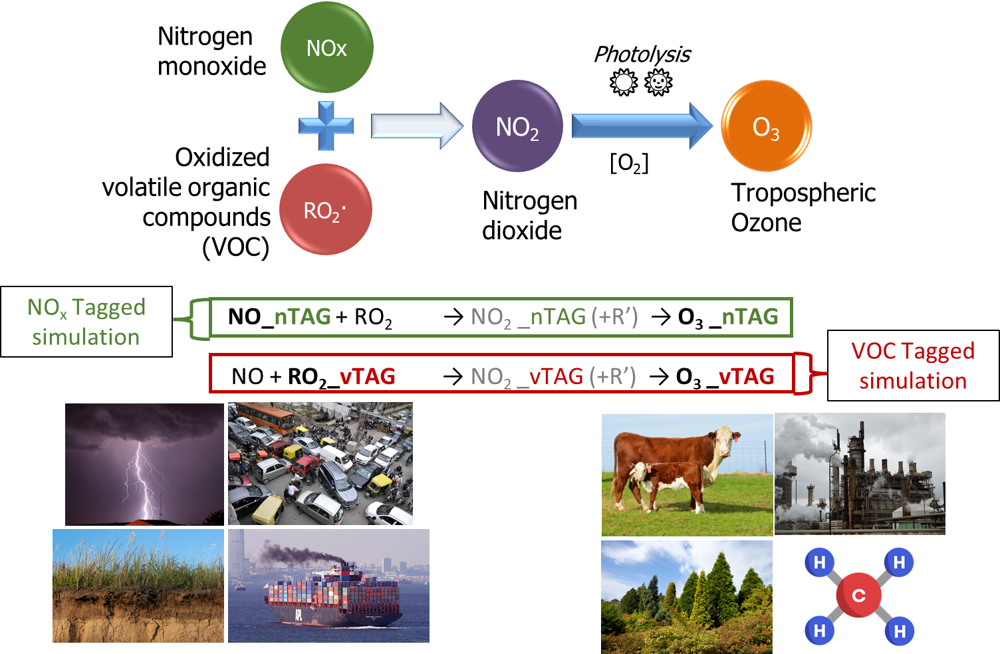 Nitrogen
monoxide
NOx
Oxidized
volatile organic
compounds
(VOC)
RO₂·
NO₂
Nitrogen
dioxide
Photolysis
[O₂]
O₃
Tropospheric
Ozone
NOₓ Tagged
simulation
NO_nTAG + RO₂ → NO₂ _nTAG (+R’) → O₃ _nTAG
NO + RO₂_vTAG → NO₂ _vTAG (+R’) → O₃ _vTAG
VOC Tagged
simulation
APL
H
H
C
H
H